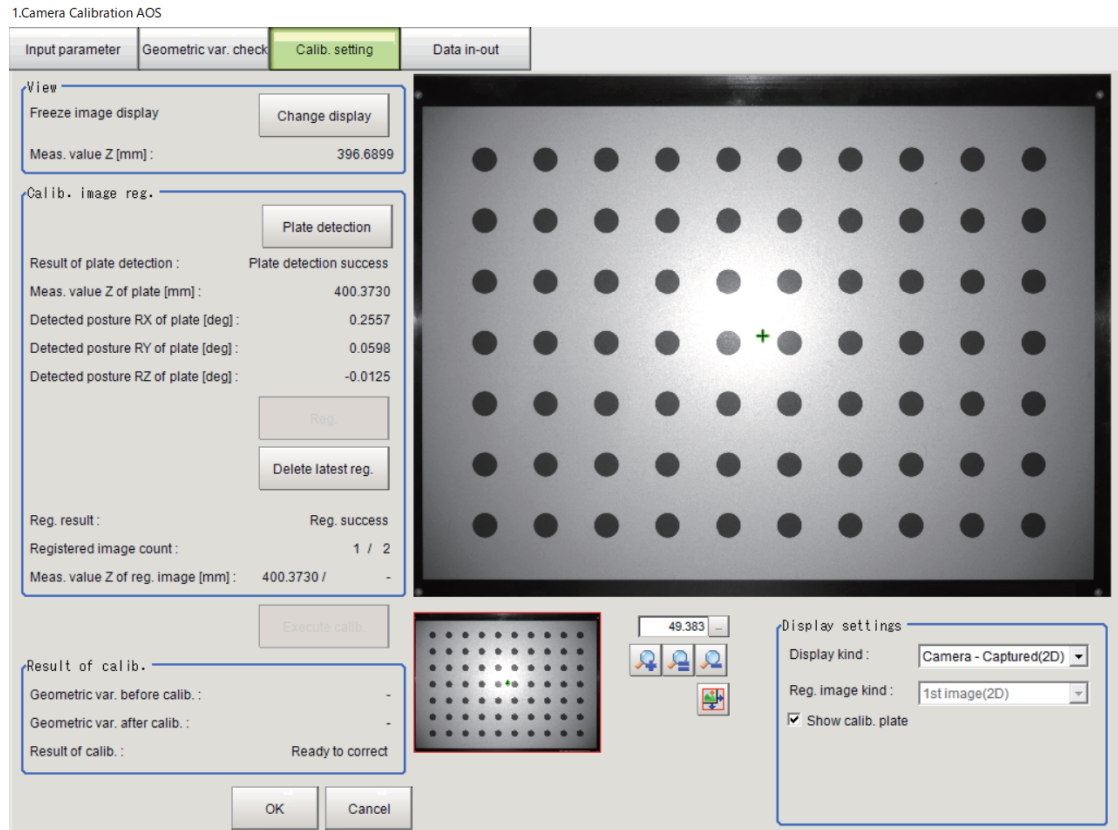 1.Camera Calibration AOS
Input parameter Geometric var. check Calib. setting Data in-out
View
Freeze image display Change display
Meas. value Z [mm] : 396.6899
Calib. image reg.
Plate detection
Result of plate detection : Plate detection success
Meas. value Z of plate [mm] : 400.3730
Detected posture RX of plate [deg] : 0.2557
Detected posture RY of plate [deg] : 0.0598
Detected posture RZ of plate [deg] : -0.0125
Reg.
Delete latest reg.
Reg. result : Reg. success
Registered image count : 1 / 2
Meas. value Z of reg. image [mm] : 400.3730 / -
Execute calib.
Result of calib.
Geometric var. before calib. : -
Geometric var. after calib. : -
Result of calib. : Ready to correct
OK Cancel
49.383 ...
Display settings
Display kind : Camera - Captured(2D)
Reg. image kind : 1st image(2D)
Show calib. plate